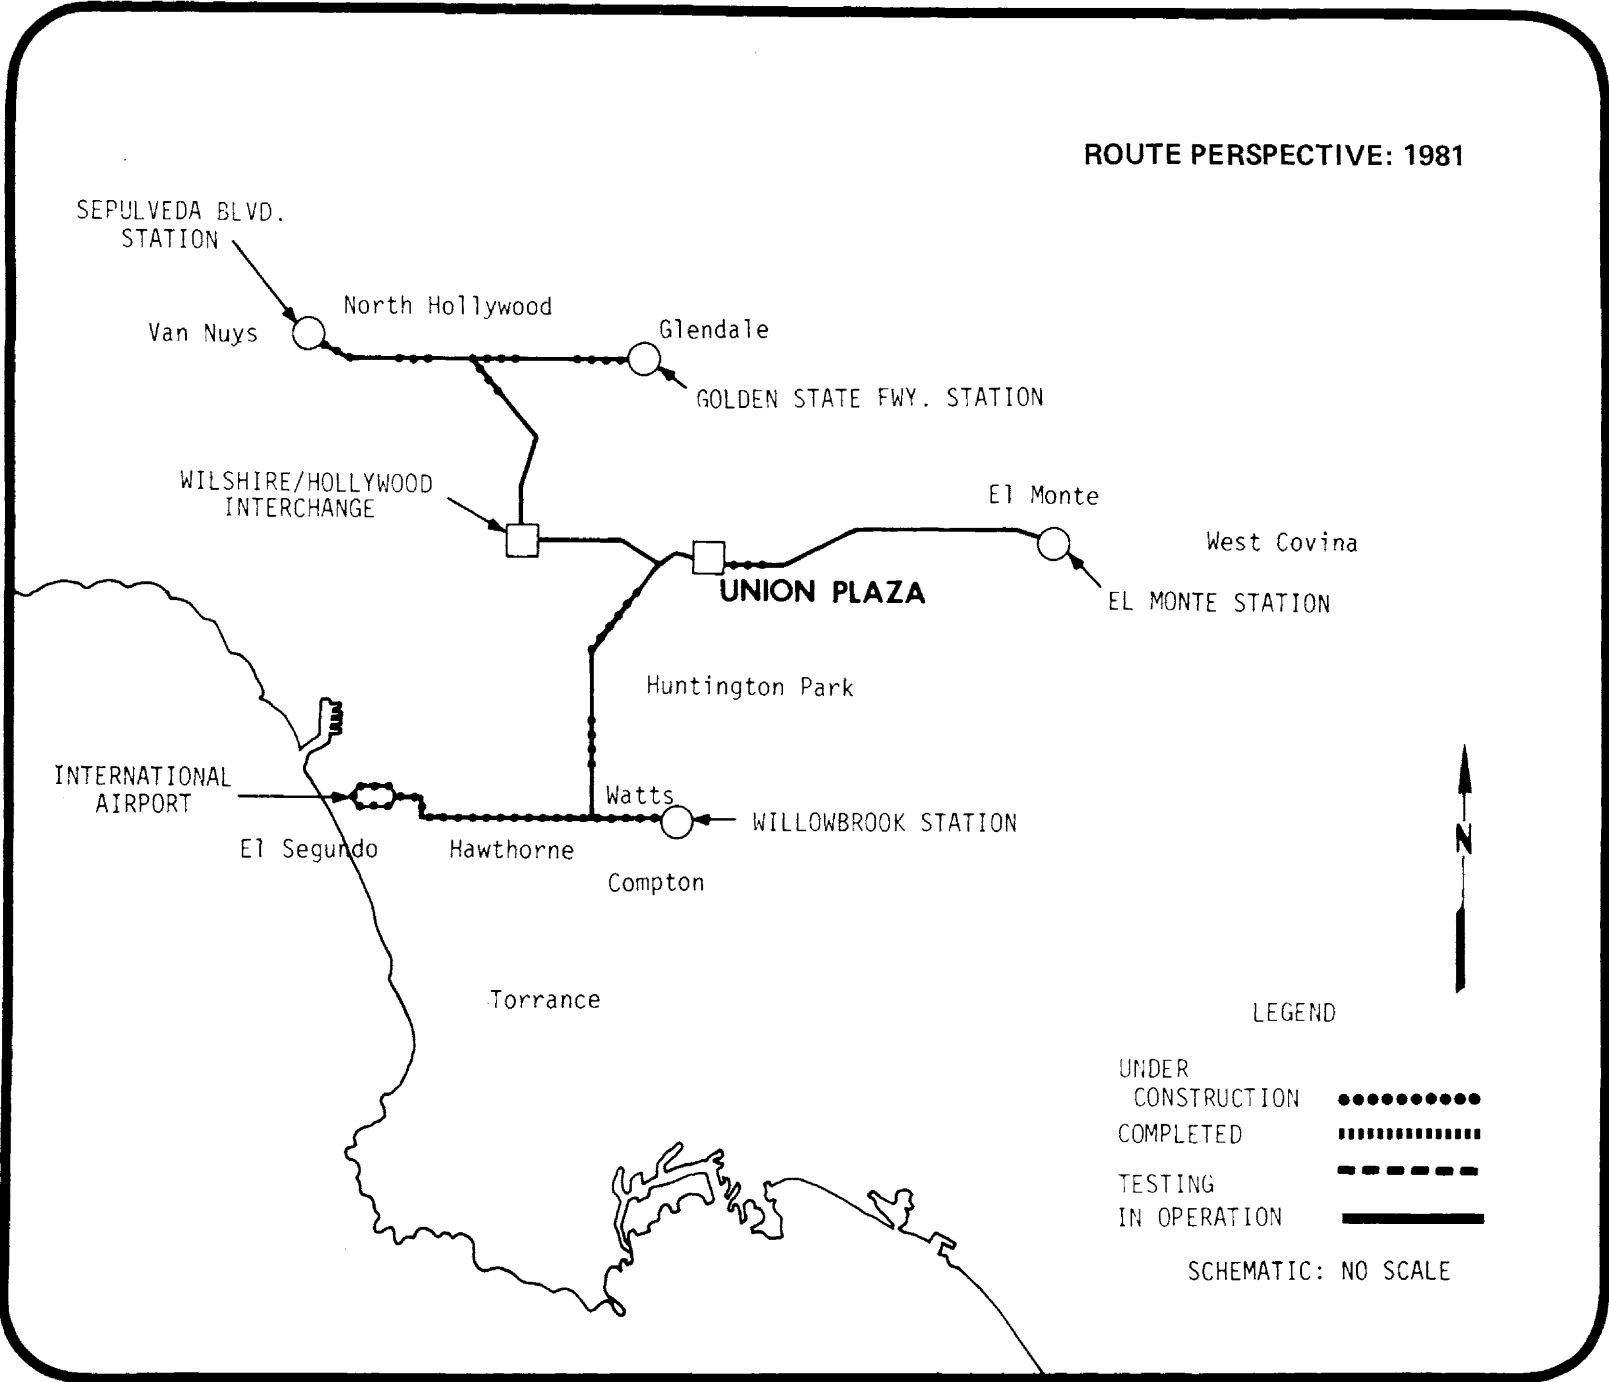 ROUTE PERSPECTIVE: 1981
SEPULVEDA BLVD.
STATION
North Hollywood
Van Nuys
Glendale
GOLDEN STATE FWY. STATION
WILSHIRE/HOLLYWOOD
INTERCHANGE
El Monte
West Covina
UNION PLAZA
EL MONTE STATION
Huntington Park
INTERNATIONAL
AIRPORT
Watts
WILLOWBROOK STATION
El Segundo
Hawthorne
Compton
N
Torrance
LEGEND
UNDER
CONSTRUCTION
COMPLETED
TESTING
IN OPERATION
SCHEMATIC: NO SCALE